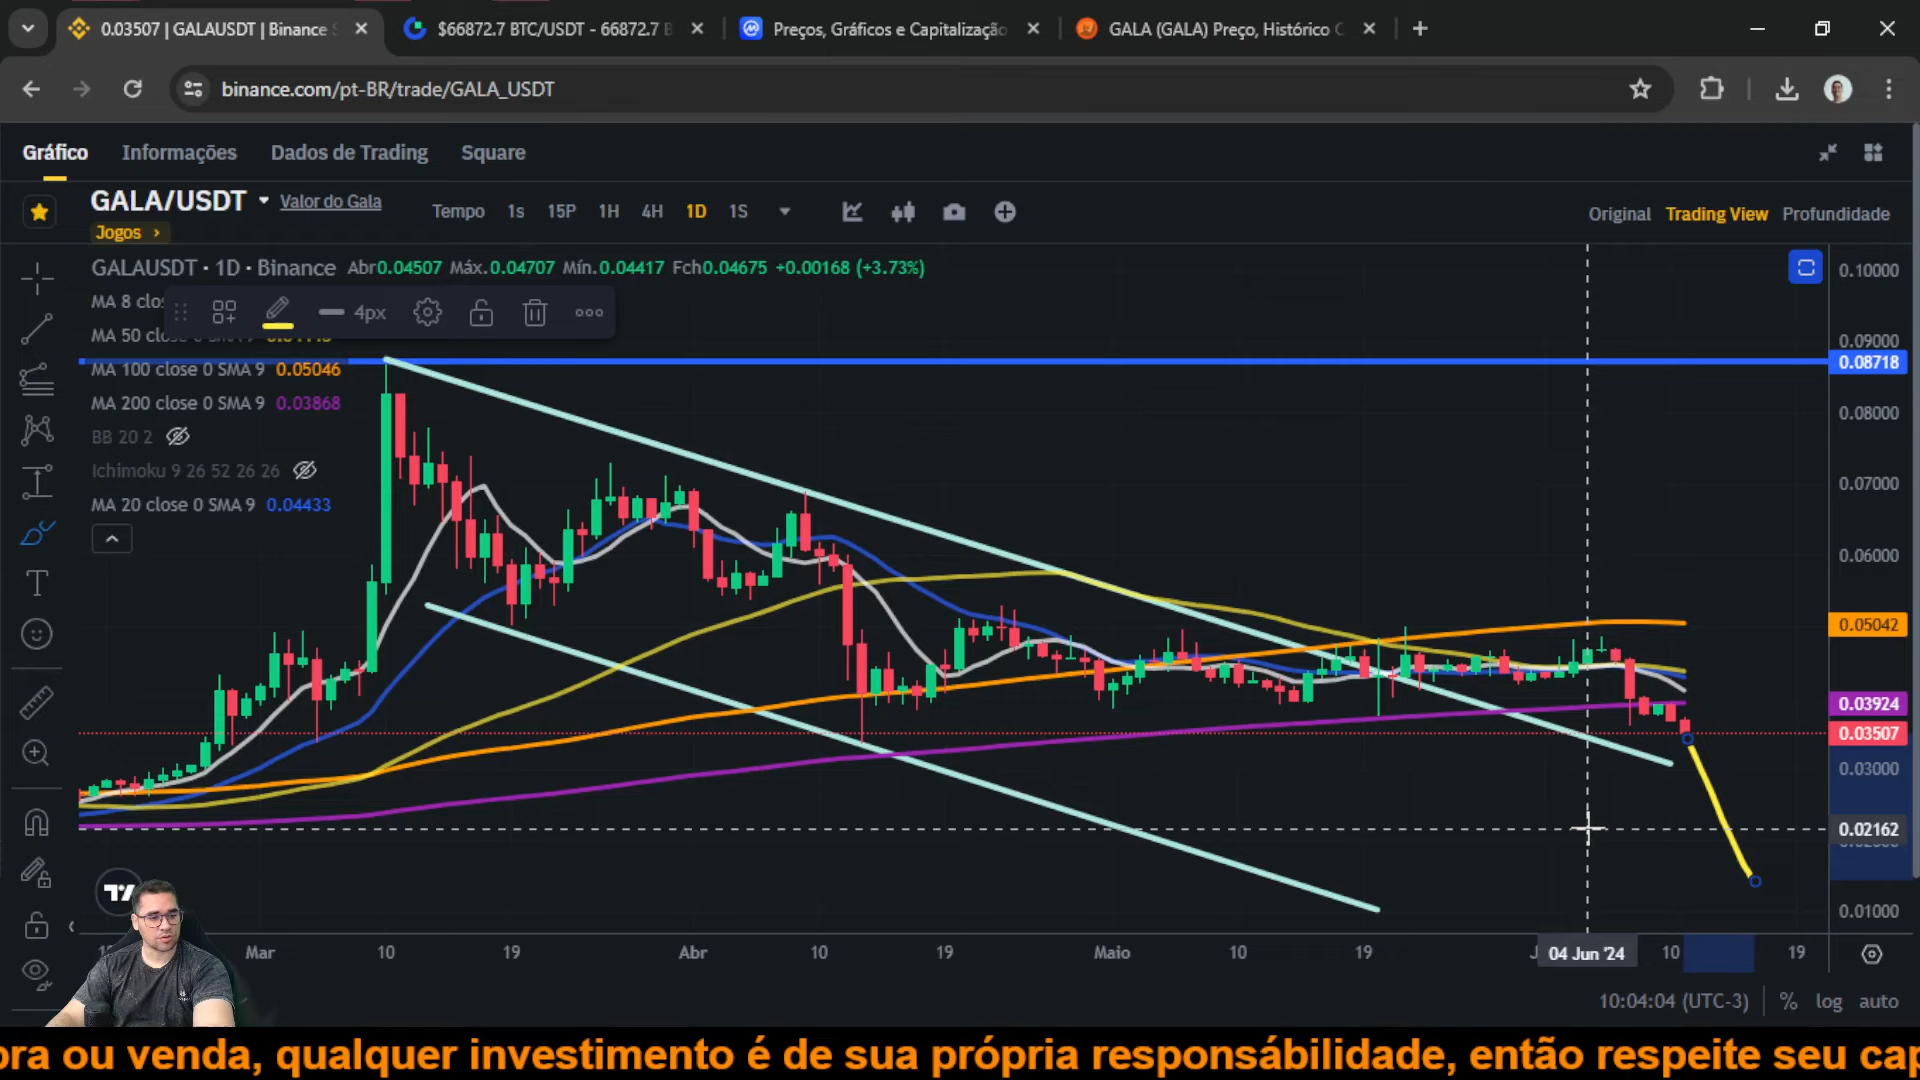 0.03507 | GALAUSDT | Binance S
$66872.7 BTC/USDT - 66872.7 B
Preços, Gráficos e Capitalização
GALA (GALA) Preço, Histórico C
binance.com/pt-BR/trade/GALA_USDT
Gráfico Informações Dados de Trading Square
GALA/USDT Valor do Gala
Jogos
Tempo 1s 15P 1H 4H 1D 1S
Original Trading View Profundidade
GALAUSDT · 1D · Binance Abr0.04507 Máx.0.04707 Mín.0.04417 Fch0.04675 +0.00168 (+3.73%)
MA 8 clo
4px
MA 50 clo
MA 100 close 0 SMA 9 0.05046
MA 200 close 0 SMA 9 0.03868
BB 20 2
Ichimoku 9 26 52 26 26
MA 20 close 0 SMA 9 0.04433
0.10000
0.09000
0.08718
0.08000
0.07000
0.06000
0.05042
0.03924
0.03507
0.03000
0.02162
0.01000
Mar 10 19 Abr 10 19 Maio 10 19 04 Jun '24 10 19
10:04:04 (UTC-3) % log auto
ora ou venda, qualquer investimento é de sua própria responsábilidade, então respeite seu cap